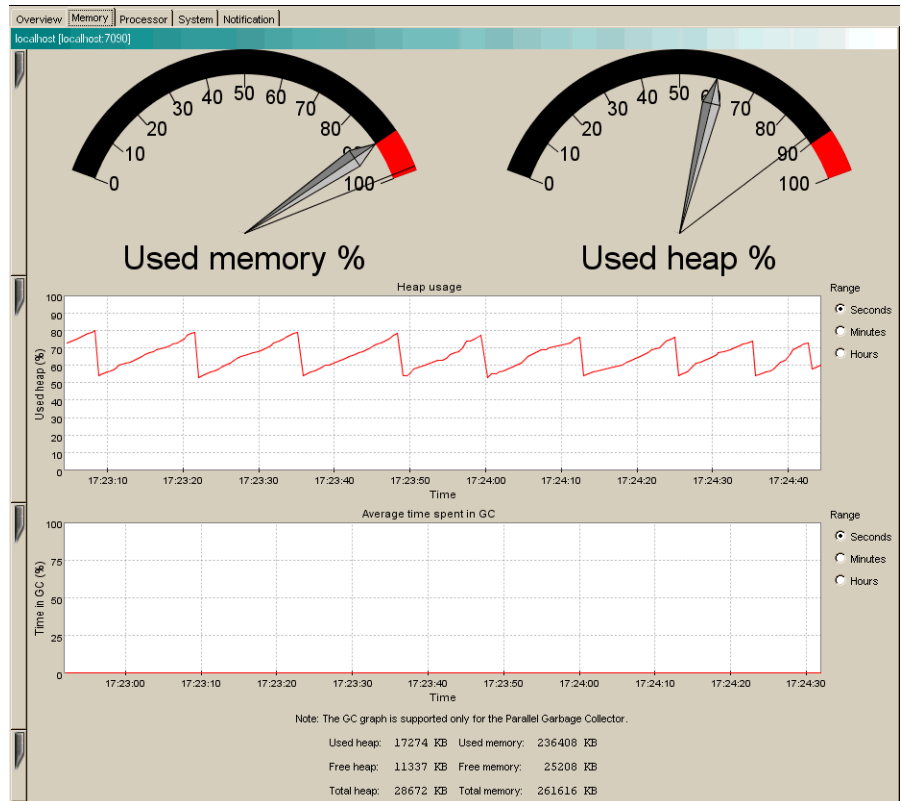 Overview Memory Processor System Notification
localhost [localhost:7090]
0 10 20 30 40 50 60 70 80 90 100
Used memory %
0 10 20 30 40 50 60 70 80 90 100
Used heap %
Heap usage
Used heap (%)
100
90
80
70
60
50
40
30
20
10
0
17:23:10 17:23:20 17:23:30 17:23:40 17:23:50 17:24:00 17:24:10 17:24:20 17:24:30 17:24:40
Time
Range
Seconds
Minutes
Hours
Average time spent in GC
Time in GC (%)
100
75
50
25
0
17:23:00 17:23:10 17:23:20 17:23:30 17:23:40 17:23:50 17:24:00 17:24:10 17:24:20 17:24:30
Time
Range
Seconds
Minutes
Hours
Note: The GC graph is supported only for the Parallel Garbage Collector.
Used heap: 17274 KB Used memory: 236408 KB
Free heap: 11337 KB Free memory: 25208 KB
Total heap: 28672 KB Total memory: 261616 KB